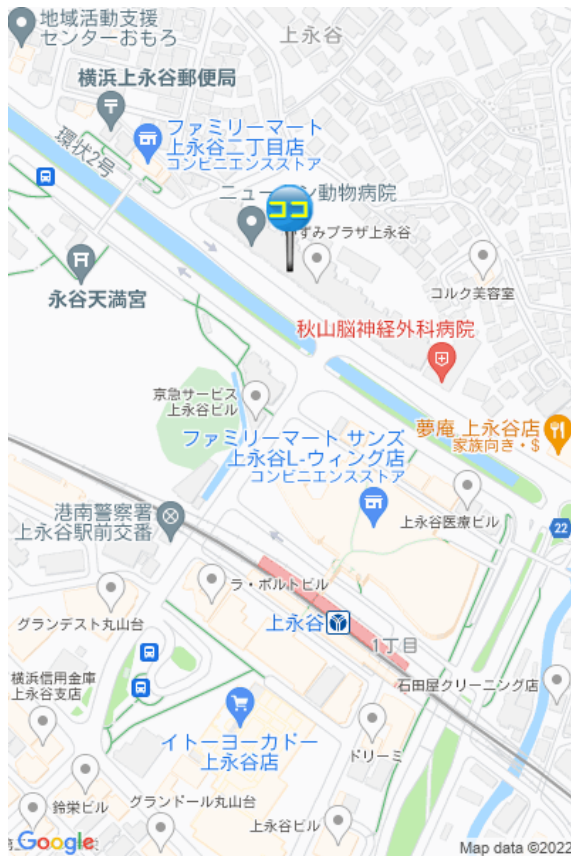 地域活動支援
センターおもろ
上永谷
横浜上永谷郵便局
環状2号
ファミリーマート
上永谷二丁目店
コンビニエンスストア
ココ
ずみプラザ上永谷
コルク美容室
永谷天満宮
秋山脳神経外科病院
京急サービス
上永谷ビル
夢庵 上永谷店
家族向き・$
ファミリーマート サンズ
上永谷L-ウィング店
コンビニエンスストア
港南警察署
上永谷駅前交番
上永谷医療ビル
22
ラ・ポルトビル
グランデスト丸山台
上永谷
1丁目
横浜信用金庫
上永谷支店
石田屋クリーニング店
イトーヨーカドー
上永谷店
ドリーミ
鈴栄ビル
グランドール丸山台
上永谷ビル
Google
Map data ©2022